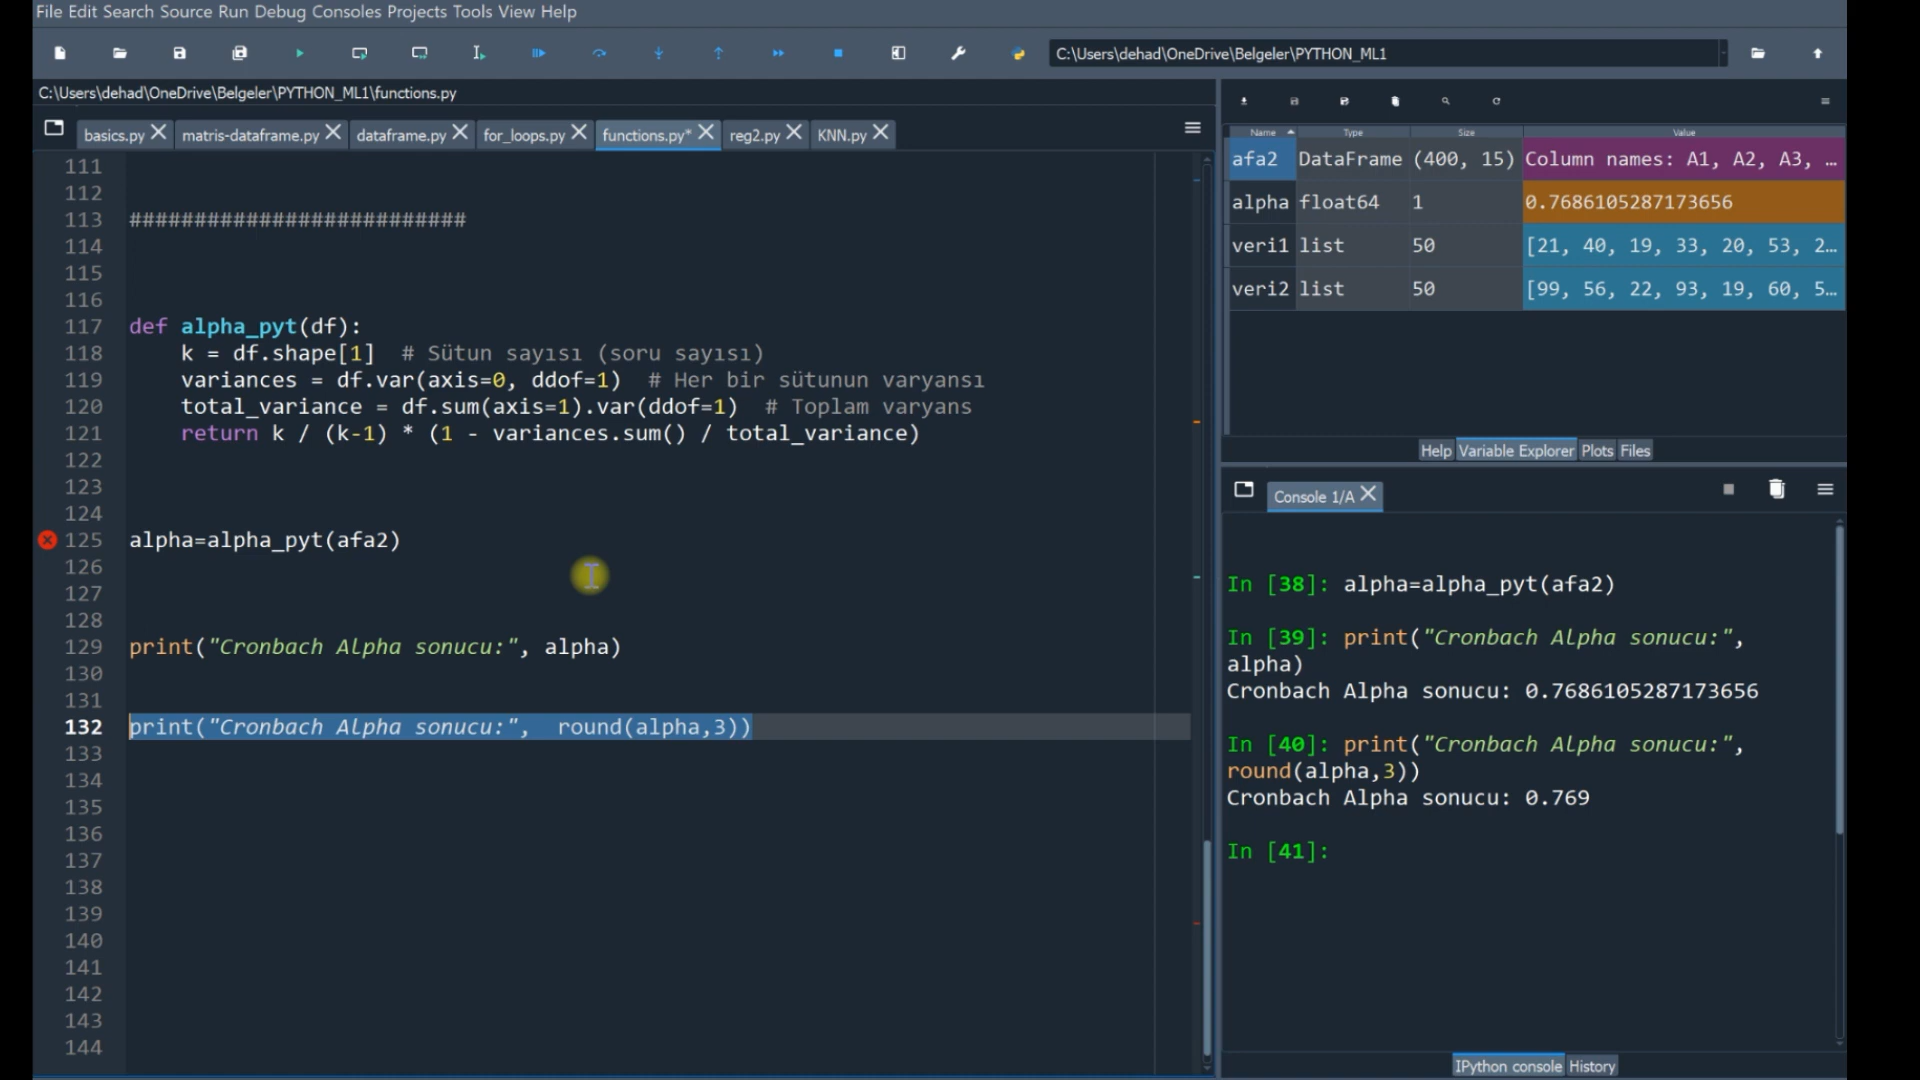 File Edit Search Source Run Debug Consoles Projects Tools View Help
C:\Users\dehad\OneDrive\Belgeler\PYTHON_ML1
C:\Users\dehad\OneDrive\Belgeler\PYTHON_ML1\functions.py
basics.py matris-dataframe.py dataframe.py for_loops.py functions.py* reg2.py KNN.py
111
112
113 ##########################
114
115
116
117 def alpha_pyt(df):
118 k = df.shape[1]  # Sütun sayısı (soru sayısı)
119 variances = df.var(axis=0, ddof=1)  # Her bir sütunun varyansı
120 total_variance = df.sum(axis=1).var(ddof=1)  # Toplam varyans
121 return k / (k-1) * (1 - variances.sum() / total_variance)
122
123
124
125 alpha=alpha_pyt(afa2)
126
127
128
129 print("Cronbach Alpha sonucu:", alpha)
130
131
132 print("Cronbach Alpha sonucu:",  round(alpha,3))
133
134
135
136
137
138
139
140
141
142
143
144
Name Type Size Value
afa2 DataFrame (400, 15) Column names: A1, A2, A3, …
alpha float64 1 0.7686105287173656
veri1 list 50 [21, 40, 19, 33, 20, 53, 2…
veri2 list 50 [99, 56, 22, 93, 19, 60, 5…
Help Variable Explorer Plots Files
Console 1/A
In [38]: alpha=alpha_pyt(afa2)
In [39]: print("Cronbach Alpha sonucu:",
alpha)
Cronbach Alpha sonucu: 0.7686105287173656
In [40]: print("Cronbach Alpha sonucu:",
round(alpha,3))
Cronbach Alpha sonucu: 0.769
In [41]:
IPython console History